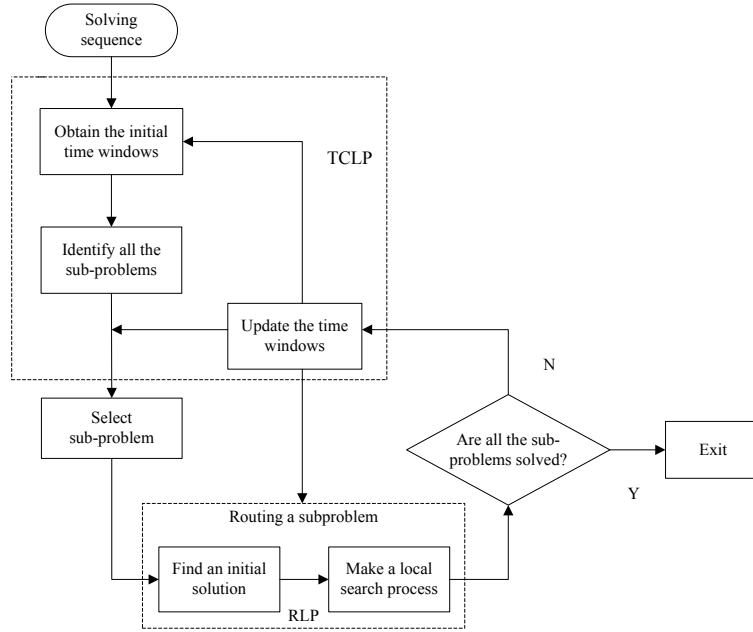 Solving
sequence
Obtain the initial
time windows
TCLP
Identify all the
sub-problems
Update the time
windows
N
Select
sub-problem
Are all the sub-
problems solved?
Exit
Y
Routing a subproblem
Find an initial
solution
Make a local
search process
RLP